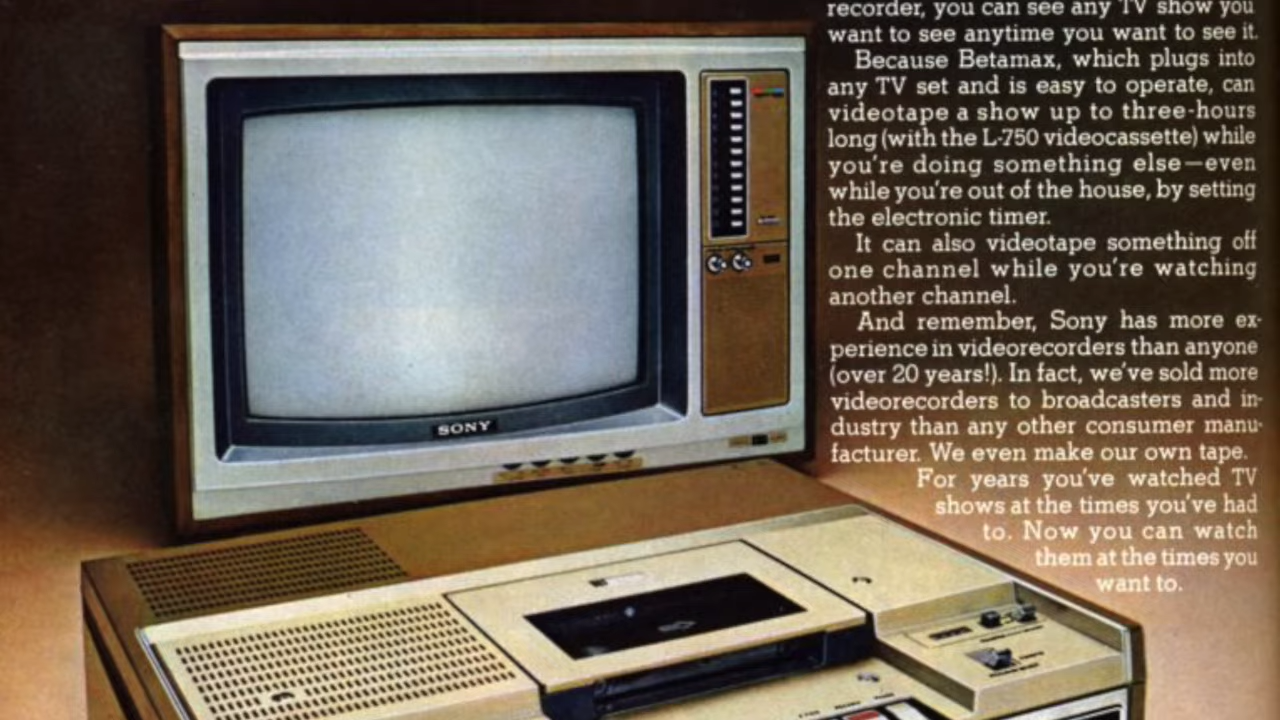 recorder, you can see any TV show you
want to see anytime you want to see it.
Because Betamax, which plugs into
any TV set and is easy to operate, can
videotape a show up to three-hours
long (with the L-750 videocassette) while
you're doing something else—even
while you're out of the house, by setting
the electronic timer.
It can also videotape something off
one channel while you're watching
another channel.
And remember, Sony has more ex-
perience in videorecorders than anyone
(over 20 years!). In fact, we've sold more
videorecorders to broadcasters and in-
dustry than any other consumer manu-
facturer. We even make our own tape.
For years you've watched TV
shows at the times you've had
to. Now you can watch
them at the times you
want to.
SONY